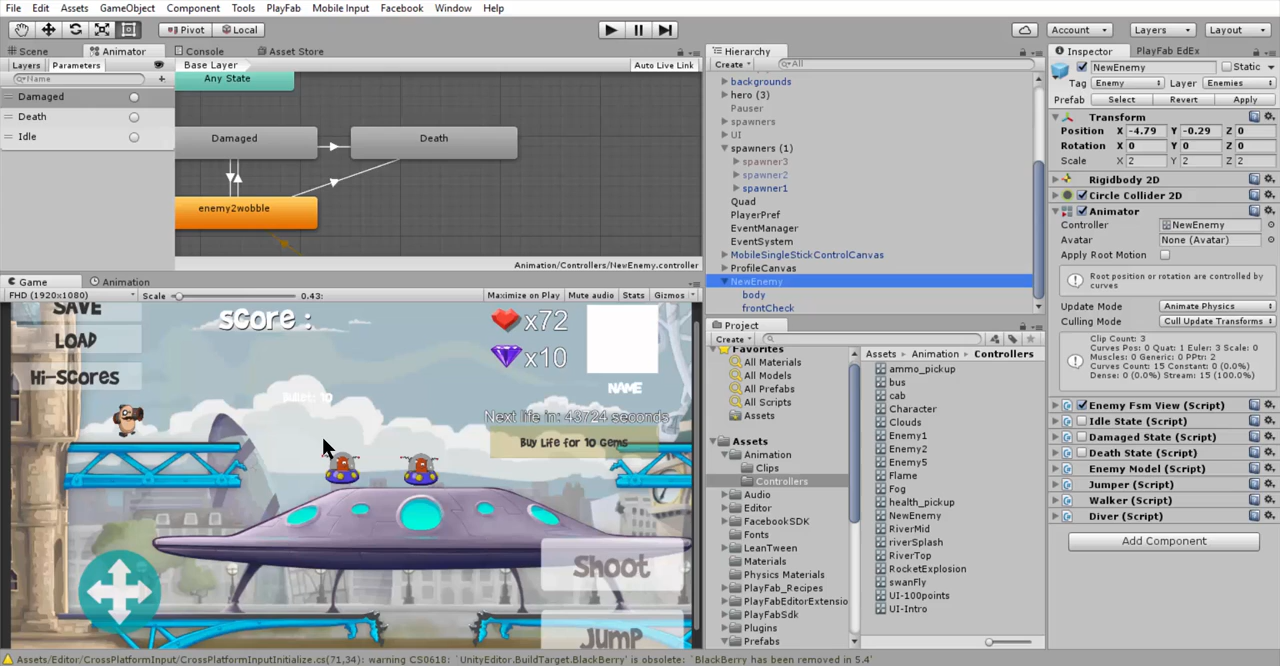 File Edit Assets GameObject Component Tools PlayFab Mobile Input Facebook Window Help
Pivot Local Account Layers Layout
Scene Animator Console Asset Store
Layers Parameters Base Layer Auto Live Link
Name
Damaged
Death
Idle
Any State
Damaged
Death
enemy2wobble
Animation/Controllers/NewEnemy.controller
Game Animation
FHD (1920x1080) Scale 0.43: Maximize on Play Mute audio Stats Gizmos
SAVE
LOAD
Hi-SCORES
score :
x72
x10
NAME
Next life in: 43724 seconds
Buy Life for 10 Gems
Shoot
Jump
Hierarchy
Create All
backgrounds
hero (3)
Pauser
spawners
UI
spawners (1)
spawner3
spawner2
spawner1
Quad
PlayerPref
EventManager
EventSystem
MobileSingleStickControlCanvas
ProfileCanvas
NewEnemy
body
frontCheck
Project
Create
Favorites
All Materials
All Models
All Prefabs
All Scripts
Assets
Assets
Animation
Clips
Controllers
Audio
Editor
FacebookSDK
Fonts
LeanTween
Materials
Physics Materials
PlayFab_Recipes
PlayFabEditorExtensio
PlayFabSdk
Plugins
Prefabs
Assets Animation Controllers
ammo_pickup
bus
cab
Character
Clouds
Enemy1
Enemy2
Enemy5
Flame
Fog
health_pickup
NewEnemy
RiverMid
riverSplash
RiverTop
RocketExplosion
swanFly
UI-100points
UI-Intro
Inspector PlayFab EdEx
NewEnemy Static
Tag Enemy Layer Enemies
Prefab Select Revert Apply
Transform
Position X -4.79 Y -0.29 Z 0
Rotation X 0 Y 0 Z 0
Scale X 2 Y 2 Z 2
Rigidbody 2D
Circle Collider 2D
Animator
Controller NewEnemy
Avatar None (Avatar)
Apply Root Motion
Root position or rotation are controlled by
curves
Update Mode Animate Physics
Culling Mode Cull Update Transforms
Clip Count: 3
Curves Pos: 0 Quat: 1 Euler: 3 Scale: 0
Muscles: 0 Generic: 0 PPtr: 2
Curves Count: 15 Constant: 0 (0.0%)
Dense: 0 (0.0%) Stream: 15 (100.0%)
Enemy Fsm View (Script)
Idle State (Script)
Damaged State (Script)
Death State (Script)
Enemy Model (Script)
Jumper (Script)
Walker (Script)
Diver (Script)
Add Component
Assets/Editor/CrossPlatformInput/CrossPlatformInputInitialize.cs(71,34): warning CS0618: `UnityEditor.BuildTarget.BlackBerry' is obsolete: `BlackBerry has been removed in 5.4'